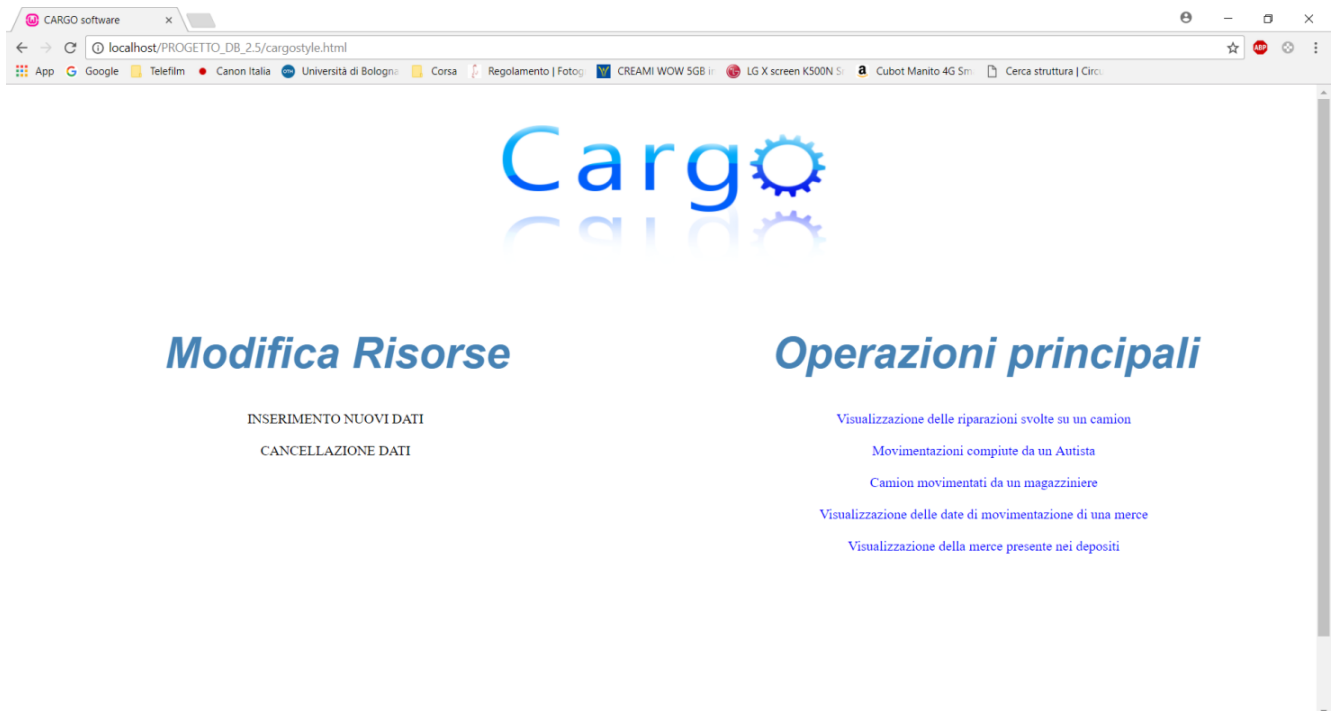 CARGO software
localhost/PROGETTO_DB_2.5/cargostyle.html
ABP
App Google Telefilm Canon Italia Università di Bologna Corsa Regolamento | Fotog CREAMI WOW 5GB in LG X screen K500N Cubot Manito 4G Sm Cerca struttura | Circu
Cargo
Modifica Risorse
Operazioni principali
INSERIMENTO NUOVI DATI
CANCELLAZIONE DATI
Visualizzazione delle riparazioni svolte su un camion
Movimentazioni compiute da un Autista
Camion movimentati da un magazziniere
Visualizzazione delle date di movimentazione di una merce
Visualizzazione della merce presente nei depositi